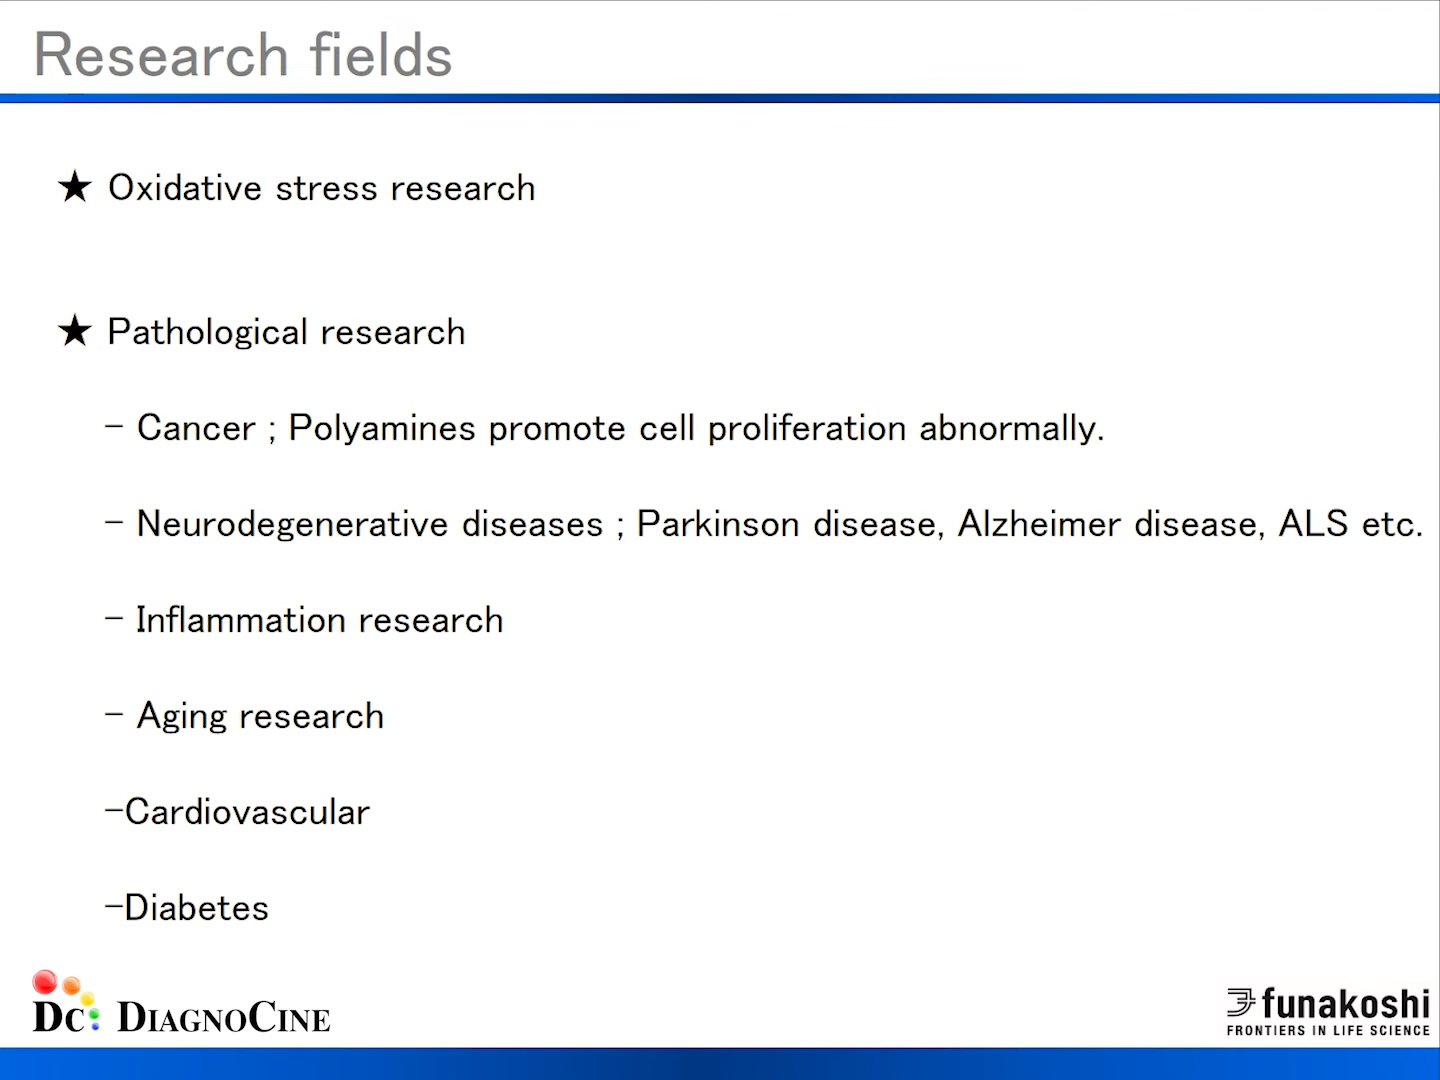 Research fields
★ Oxidative stress research
★ Pathological research
- Cancer ; Polyamines promote cell proliferation abnormally.
- Neurodegenerative diseases ; Parkinson disease, Alzheimer disease, ALS etc.
- Inflammation research
- Aging research
-Cardiovascular
-Diabetes
DC: DIAGNOCINE
funakoshi
FRONTIERS IN LIFE SCIENCE